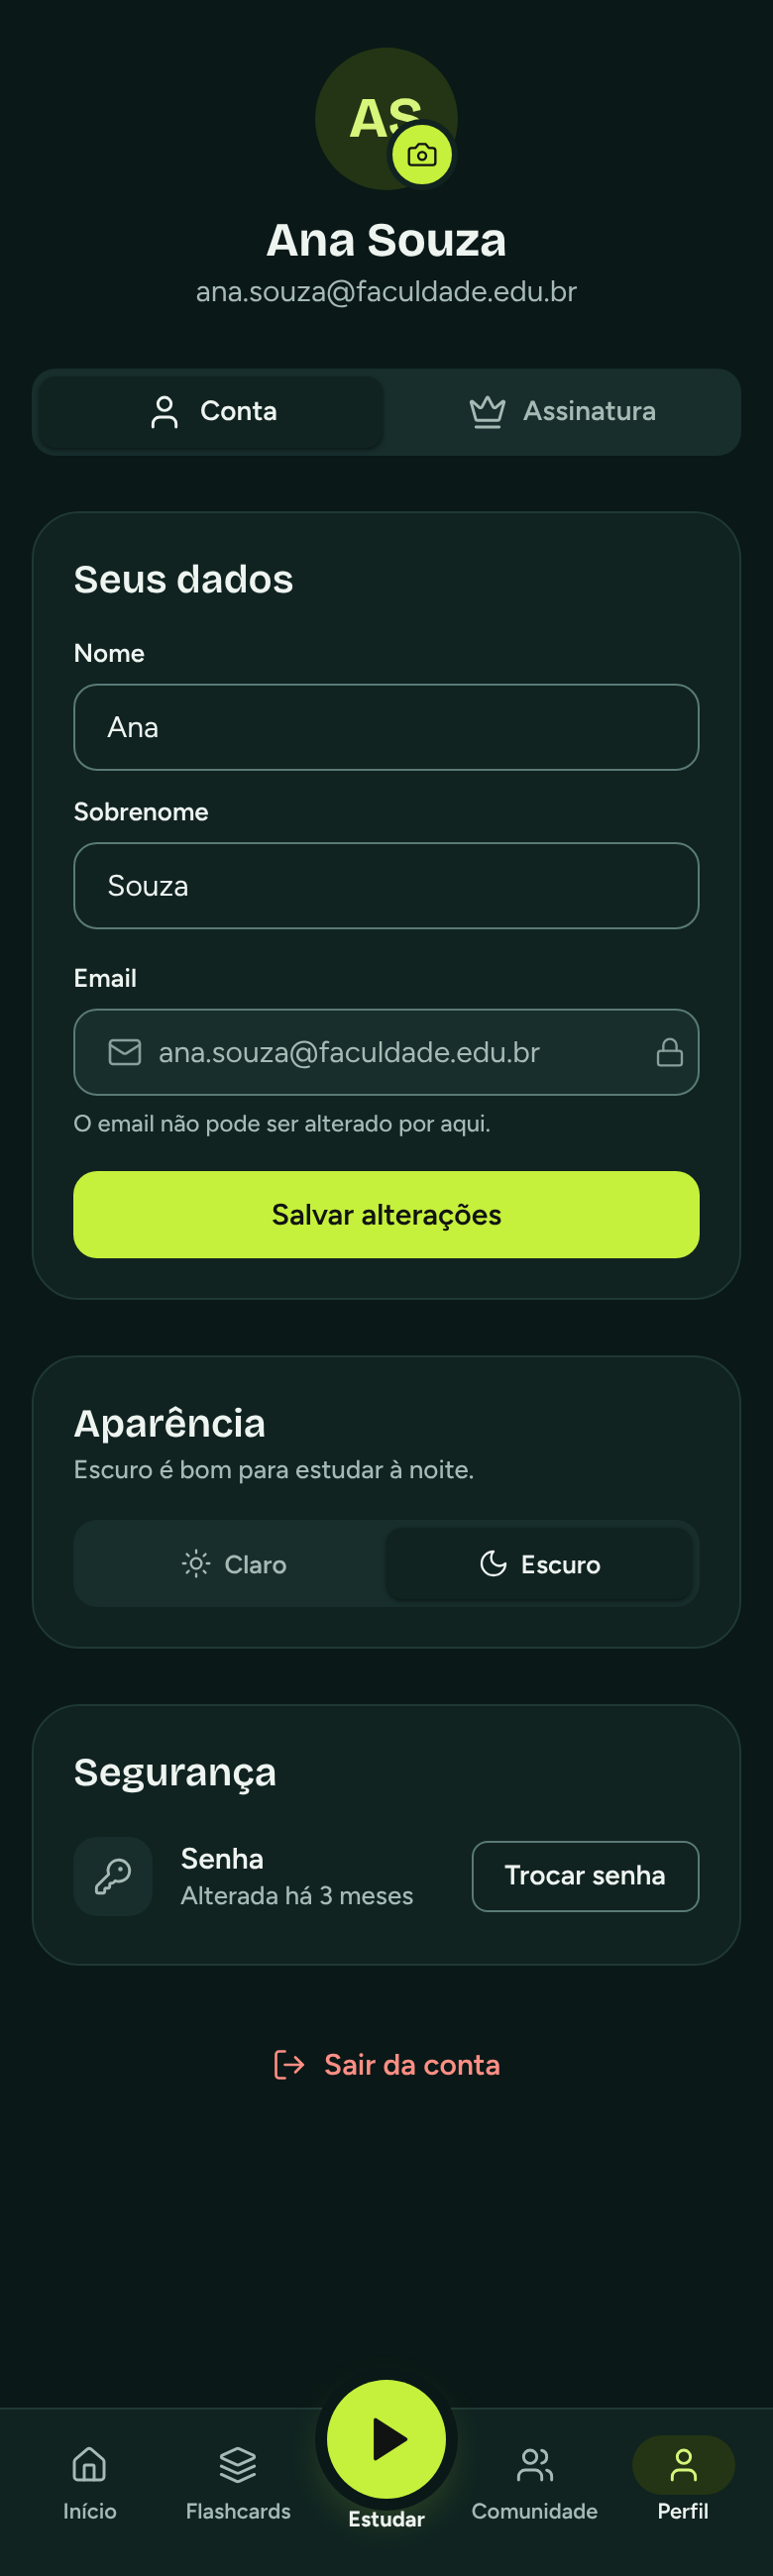 AS
Ana Souza
ana.souza@faculdade.edu.br
Conta
Assinatura
Seus dados
Nome
Ana
Sobrenome
Souza
Email
ana.souza@faculdade.edu.br
O email não pode ser alterado por aqui.
Salvar alterações
Aparência
Escuro é bom para estudar à noite.
Claro
Escuro
Segurança
Senha
Alterada há 3 meses
Trocar senha
Sair da conta
Início
Flashcards
Estudar
Comunidade
Perfil